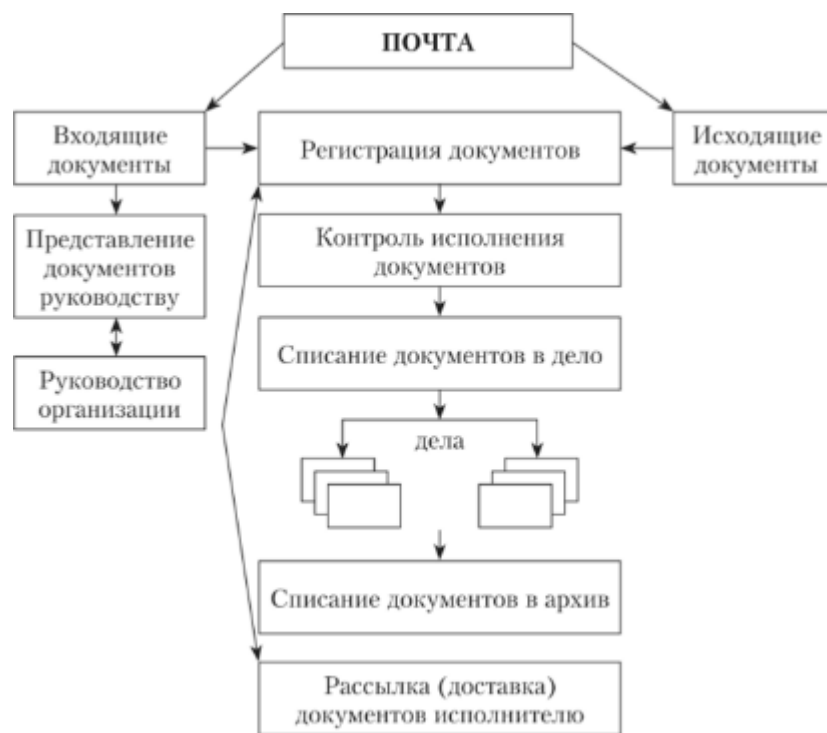 ПОЧТА
Входящие
документы
Регистрация документов
Исходящие
документы
Представление
документов
руководству
Контроль исполнения
документов
Руководство
организации
Списание документов в дело
дела
Списание документов в архив
Рассылка (доставка)
документов исполнителю